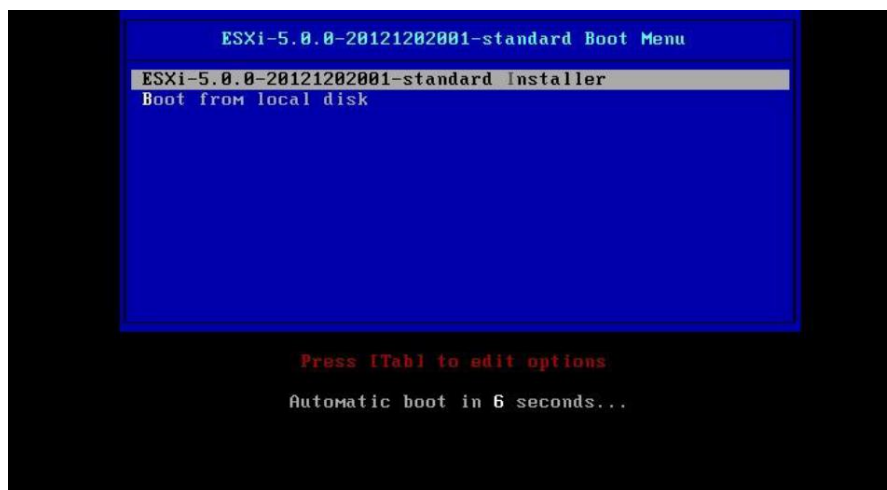 ESXi-5.0.0-20121202001-standard Boot Menu
ESXi-5.0.0-20121202001-standard Installer
Boot from local disk
Press [Tab] to edit options
Automatic boot in 6 seconds...